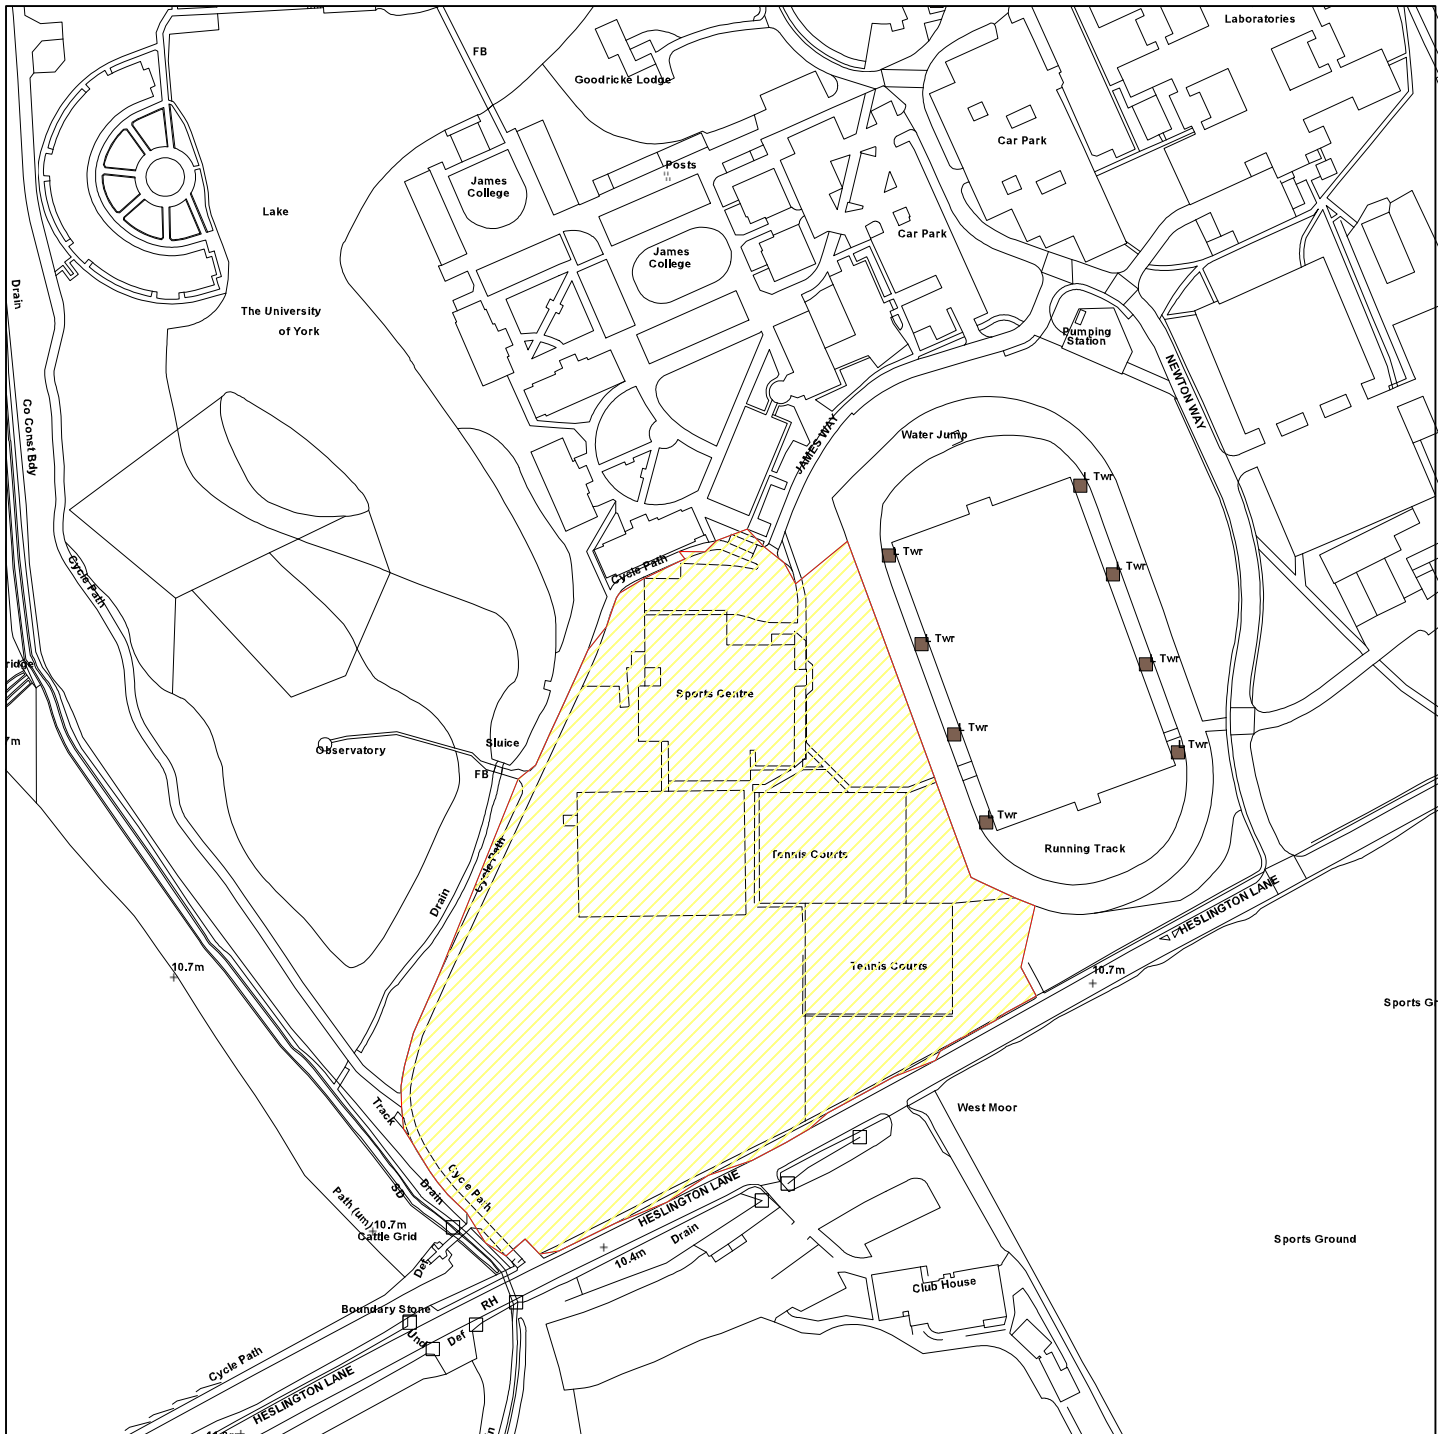 Laboratories
FB
Goodricke Lodge
Car Park
Posts
James
College
Lake
Car Park
James
College
Drain
The University
of York
Pumping
Station
NEWTON WAY
Co Const Bdy
JAMES WAY
Water Jump
L Twr
L Twr
Cycle Path
Cycle Path
L Twr
L Twr
L Twr
Sports Centre
L Twr
Observatory
Sluice
L Twr
FB
L Twr
Running Track
Cycle Path
Tennis Courts
Drain
HESLINGTON LANE
10.7m
Tennis Courts
10.7m
Sports Gr
Track
West Moor
Cycle Path
Drain
SD
Path (um)
HESLINGTON LANE
10.7m
Cattle Grid
Drain
Sports Ground
10.4m
Def
Club House
RH
Boundary Stone
Und
Def
Cycle Path
HESLINGTON LANE